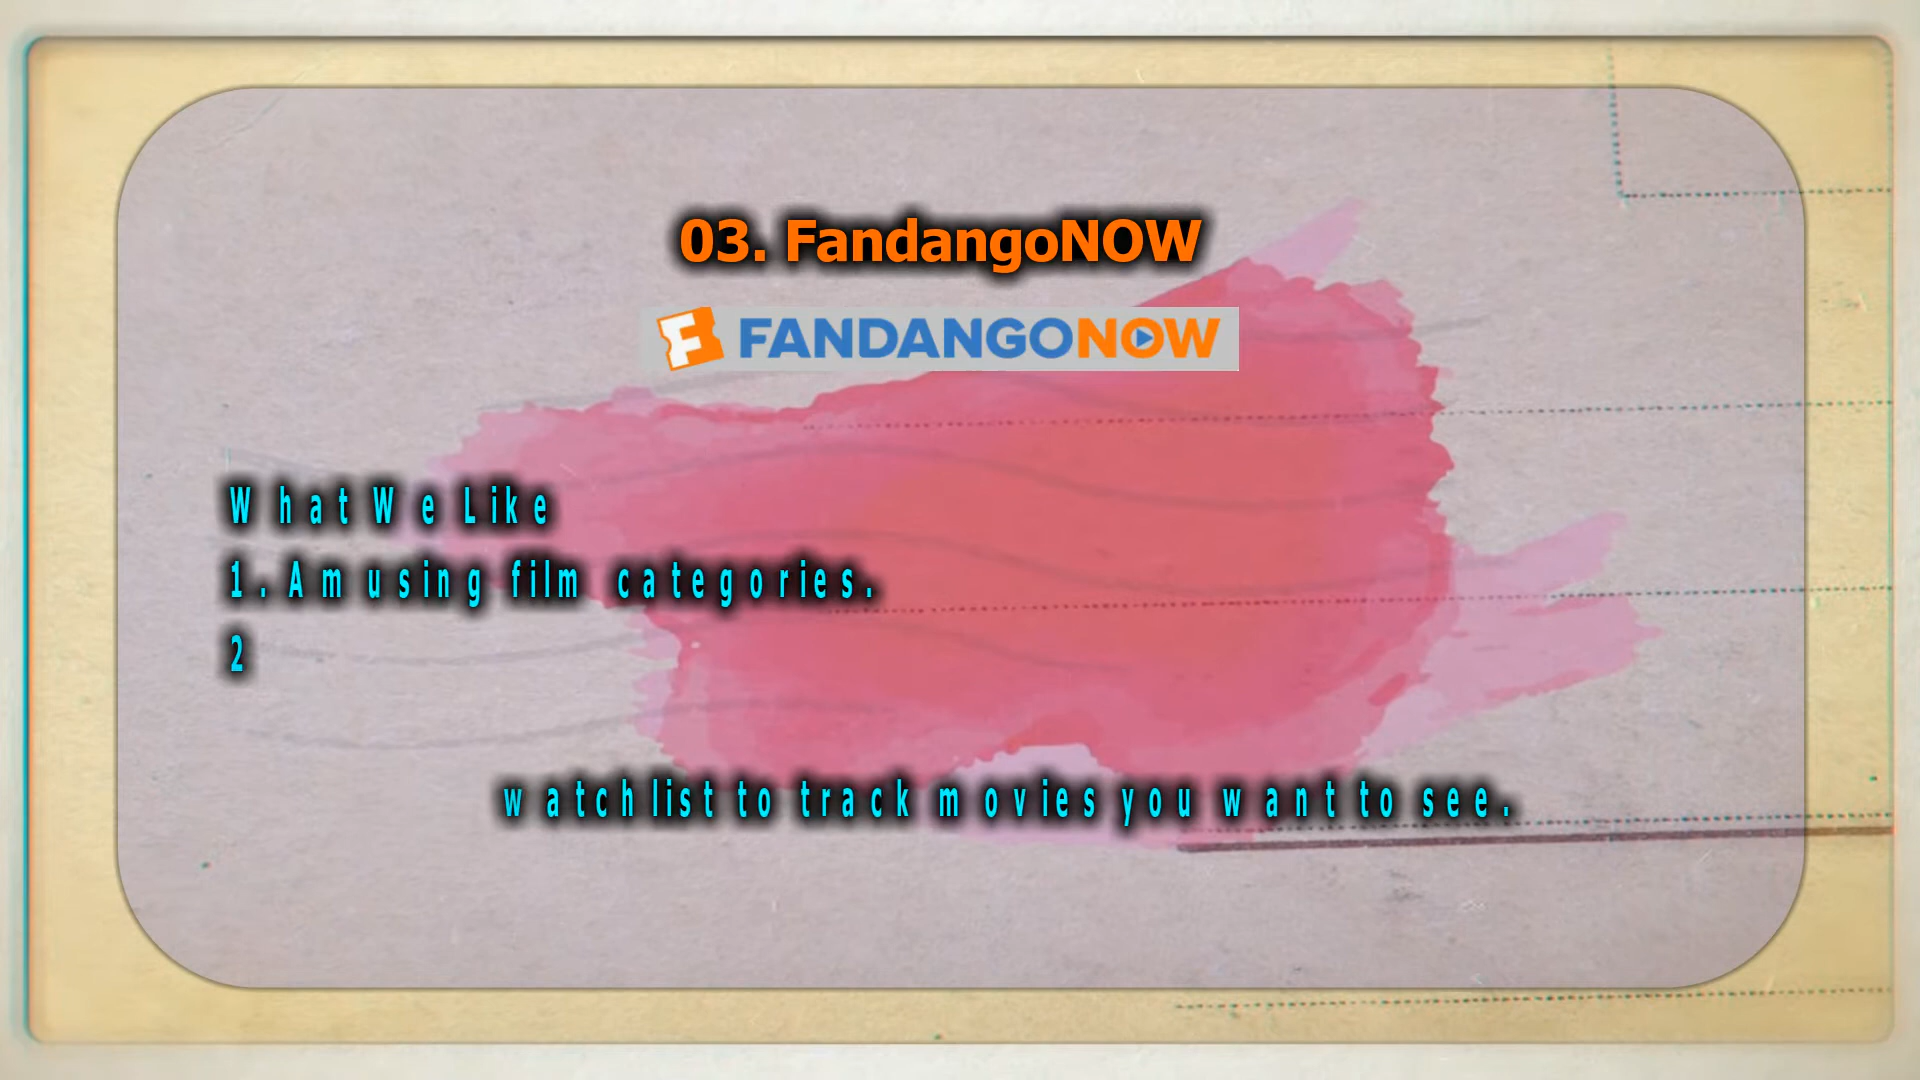 03. FandangoNOW
FANDANGONOW
What We Like
1. Amusing film categories.
2
watchlist to track movies you want to see.